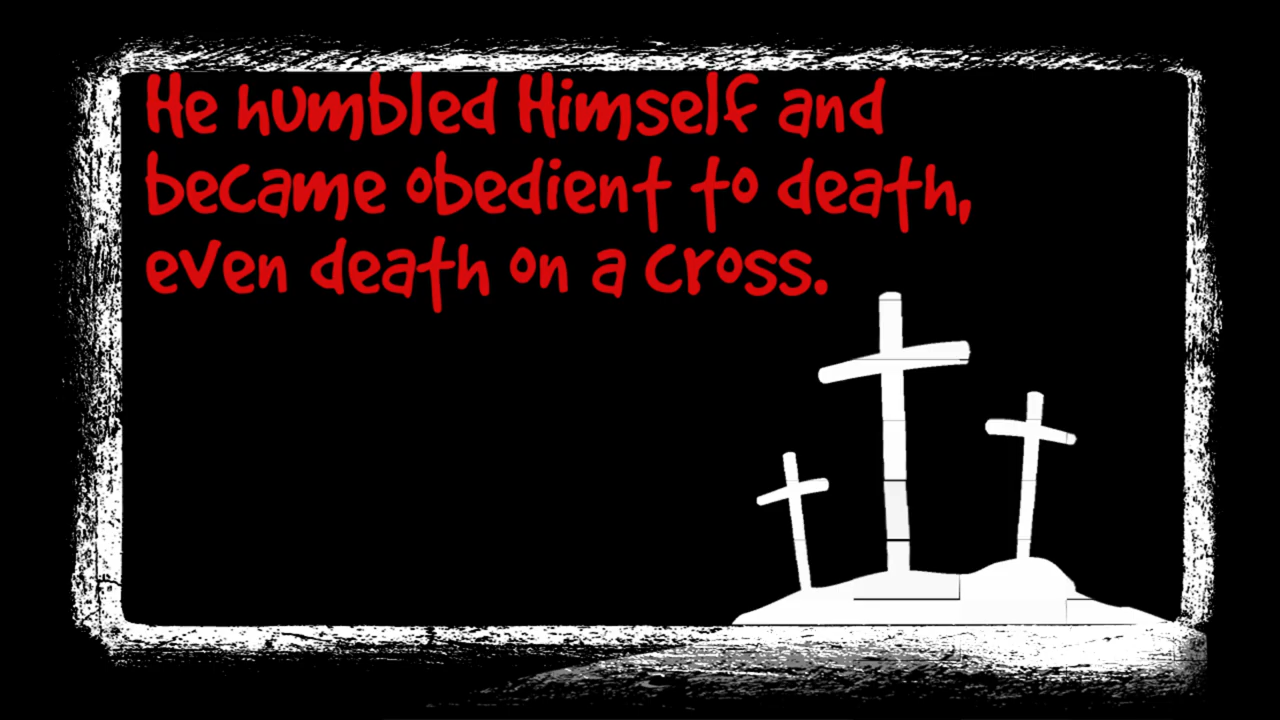 He humbled Himself and
became obedient to death,
even death on a cross.